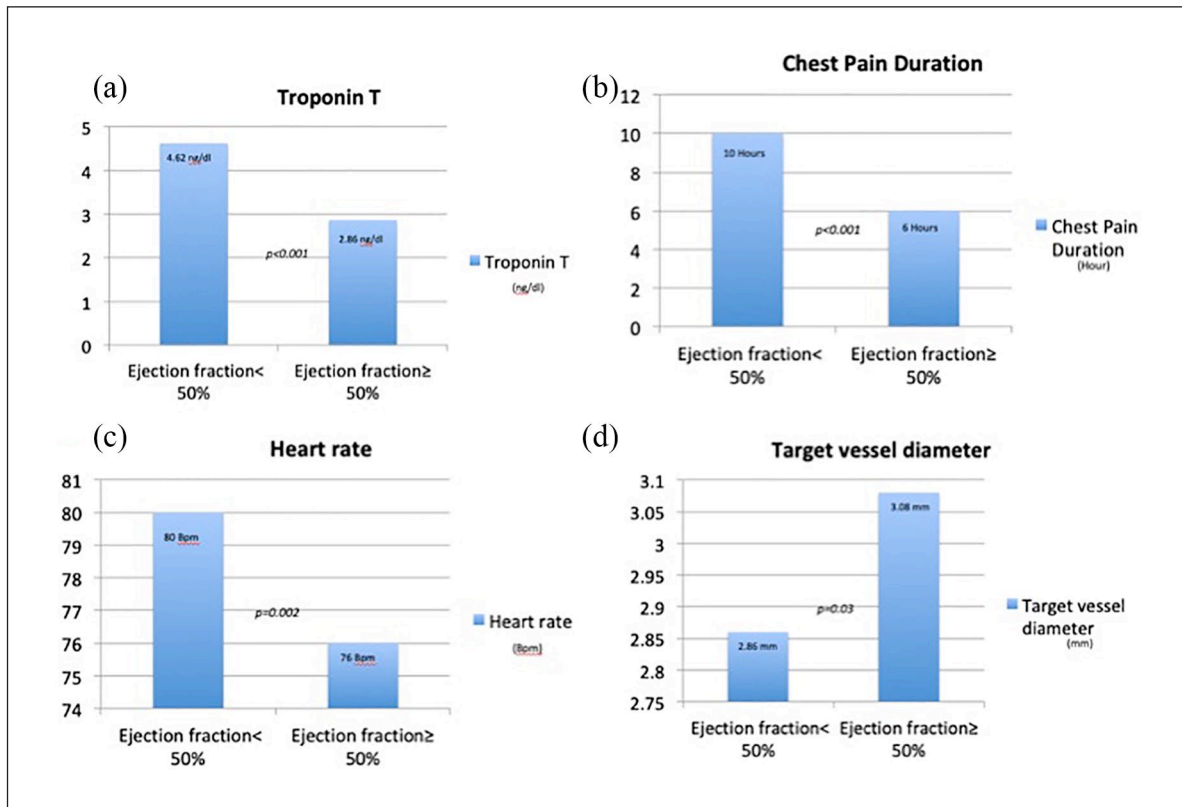 (a)
Troponin T
5
4
3
2
1
0
4.62 ng/dl
p<0.001
2.86 ng/dl
Ejection fraction<
50%
Ejection fraction≥
50%
Troponin T
(ng/dl)
(b)
Chest Pain Duration
12
10
8
6
4
2
0
10 Hours
p<0.001
6 Hours
Ejection fraction<
50%
Ejection fraction≥
50%
Chest Pain
Duration
(Hour)
(c)
Heart rate
81
80
79
78
77
76
75
74
80 Bpm
p=0.002
76 Bpm
Ejection fraction<
50%
Ejection fraction≥
50%
Heart rate
(Bpm)
(d)
Target vessel diameter
3.1
3.05
3
2.95
2.9
2.85
2.8
2.75
2.86 mm
p=0.03
3.08 mm
Ejection fraction<
50%
Ejection fraction≥
50%
Target vessel
diameter
(mm)